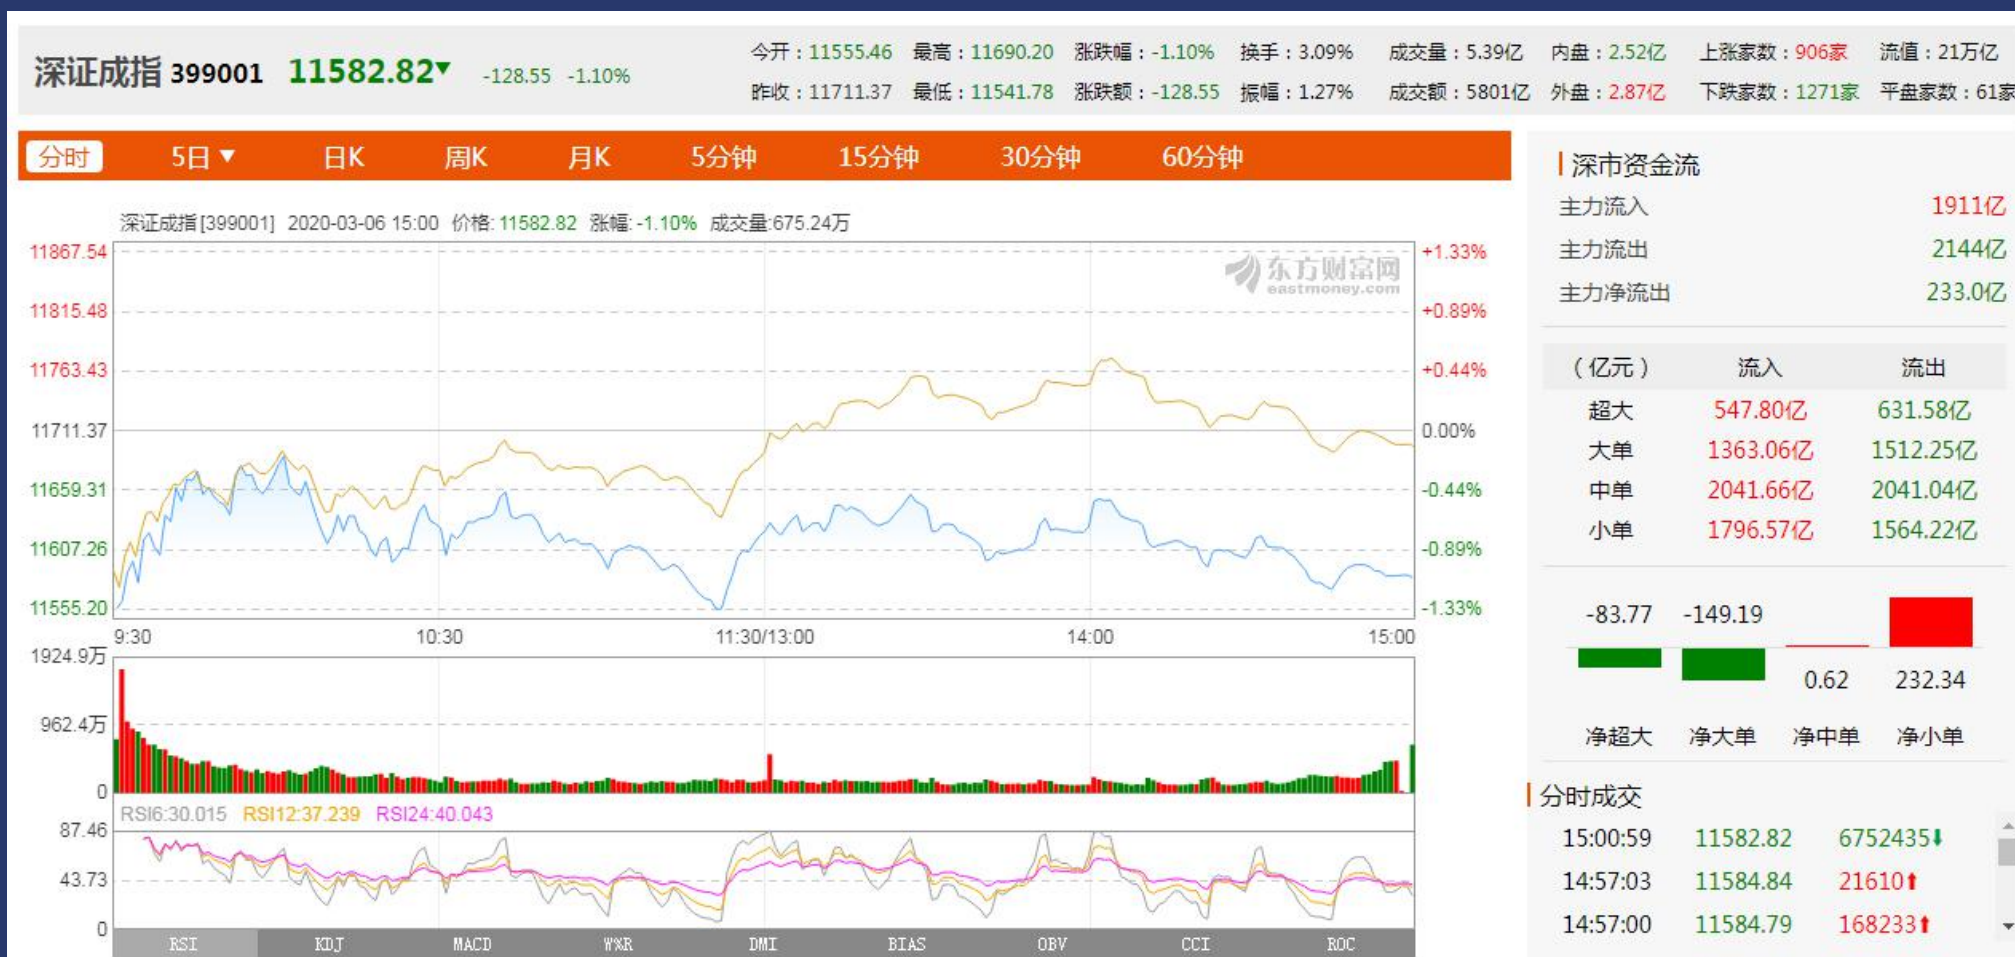 深证成指 399001 11582.82▼ -128.55 -1.10%
今开：11555.46 最高：11690.20 涨跌幅：-1.10% 换手：3.09% 成交量：5.39亿 内盘：2.52亿 上涨家数：906家 流值：21万亿
昨收：11711.37 最低：11541.78 涨跌额：-128.55 振幅：1.27% 成交额：5801亿 外盘：2.87亿 下跌家数：1271家 平盘家数：61家
分时 5日▼ 日K 周K 月K 5分钟 15分钟 30分钟 60分钟
深证成指[399001] 2020-03-06 15:00 价格: 11582.82 涨幅: -1.10% 成交量:675.24万
东方财富网
eastmoney.com
11867.54 +1.33%
11815.48 +0.89%
11763.43 +0.44%
11711.37 0.00%
11659.31 -0.44%
11607.26 -0.89%
11555.20 -1.33%
9:30 10:30 11:30/13:00 14:00 15:00
1924.9万
962.4万
0
RSI6:30.015 RSI12:37.239 RSI24:40.043
87.46
43.73
0
RSI KDJ MACD W%R DMI BIAS OBV CCI ROC
深市资金流
主力流入 1911亿
主力流出 2144亿
主力净流出 233.0亿
（亿元） 流入 流出
超大 547.80亿 631.58亿
大单 1363.06亿 1512.25亿
中单 2041.66亿 2041.04亿
小单 1796.57亿 1564.22亿
-83.77 -149.19
0.62 232.34
净超大 净大单 净中单 净小单
分时成交
15:00:59 11582.82 6752435⬇
14:57:03 11584.84 21610⬆
14:57:00 11584.79 168233⬆